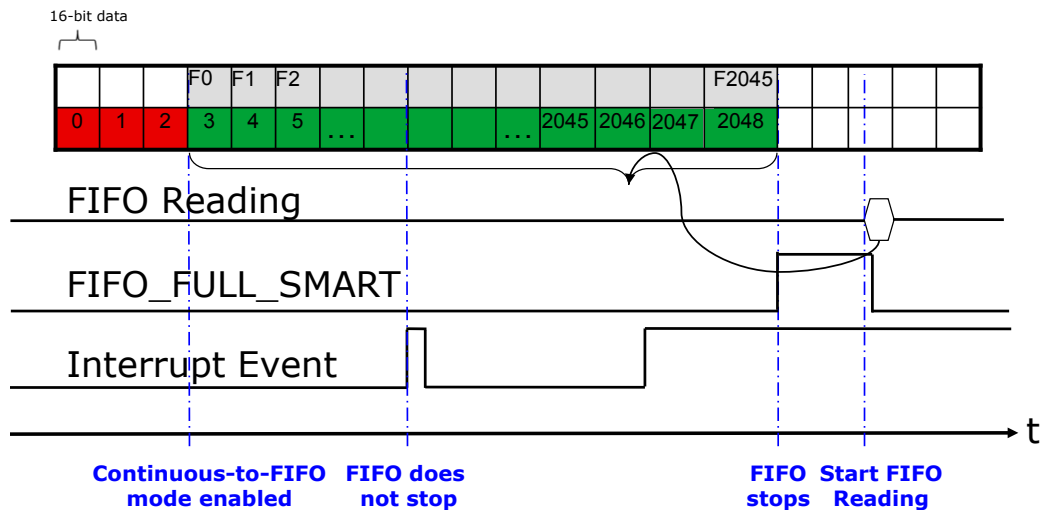 16-bit data
F0 F1 F2 F2045
0 1 2 3 4 5 ... ... 2045 2046 2047 2048
FIFO Reading
FIFO_FULL_SMART
Interrupt Event
t
Continuous-to-FIFO FIFO does FIFO Start FIFO
mode enabled not stop stops Reading